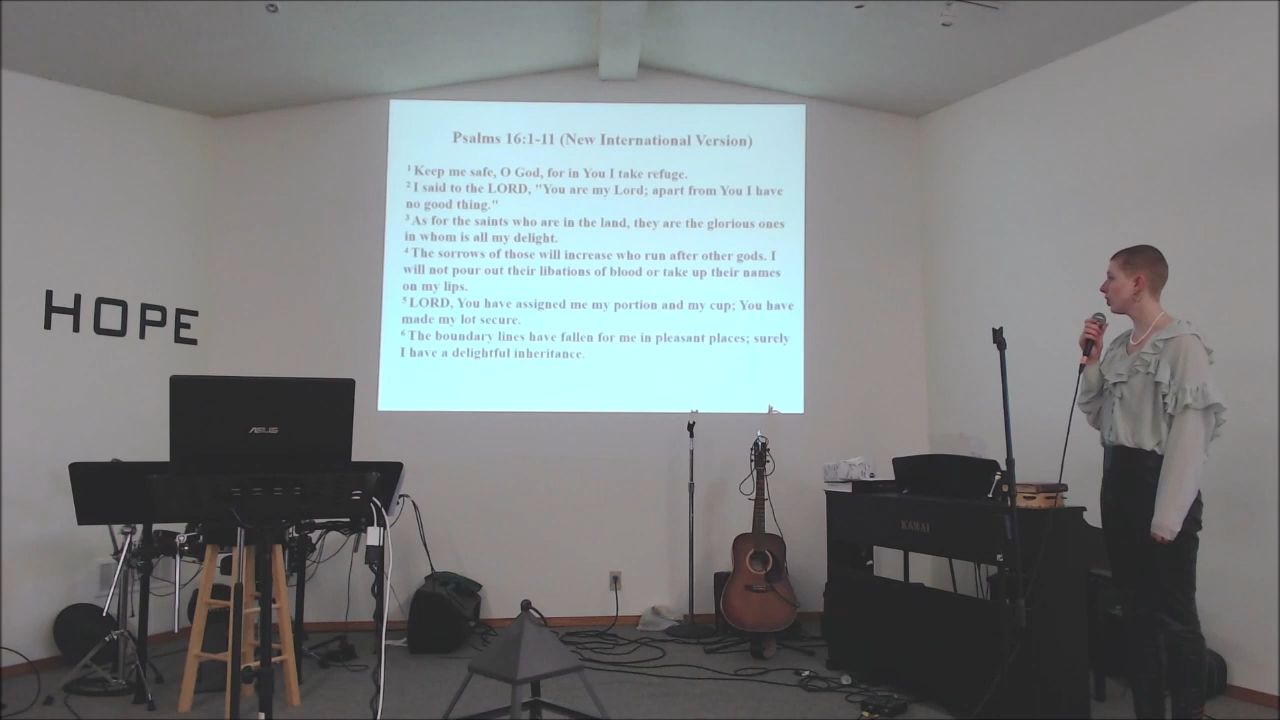 Psalms 16:1-11 (New International Version)
1 Keep me safe, O God, for in You I take refuge.
2 I said to the LORD, "You are my Lord; apart from You I have
no good thing."
3 As for the saints who are in the land, they are the glorious ones
in whom is all my delight.
4 The sorrows of those will increase who run after other gods. I
will not pour out their libations of blood or take up their names
on my lips.
5 LORD, You have assigned me my portion and my cup; You have
made my lot secure.
6 The boundary lines have fallen for me in pleasant places; surely
I have a delightful inheritance.
HOPE
ASUS
KAWAI